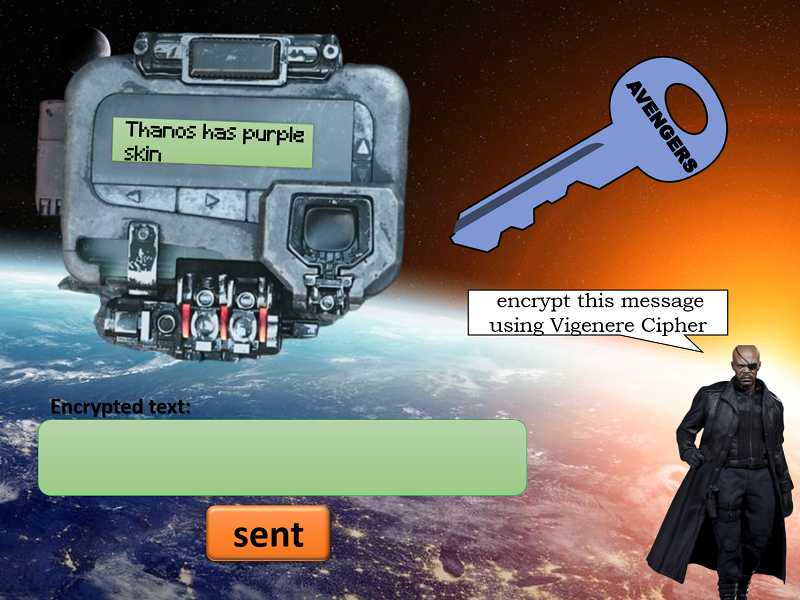 Thanos has purple
skin
AVENGERS
encrypt this message
using Vigenere Cipher
Encrypted text:
sent